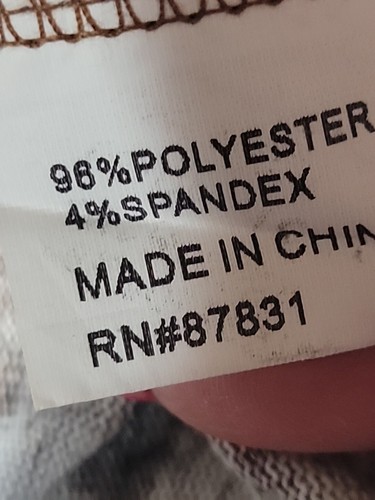 96%POLYESTER
4%SPANDEX
MADE IN CHIN
RN#87831